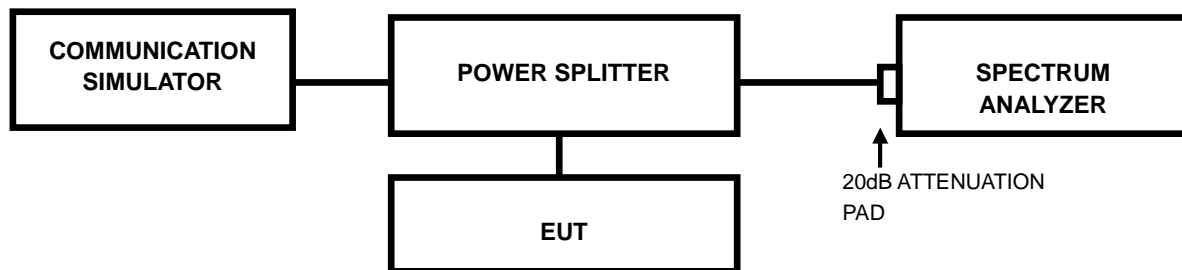 COMMUNICATION
SIMULATOR
POWER SPLITTER
SPECTRUM
ANALYZER
20dB ATTENUATION
PAD
EUT